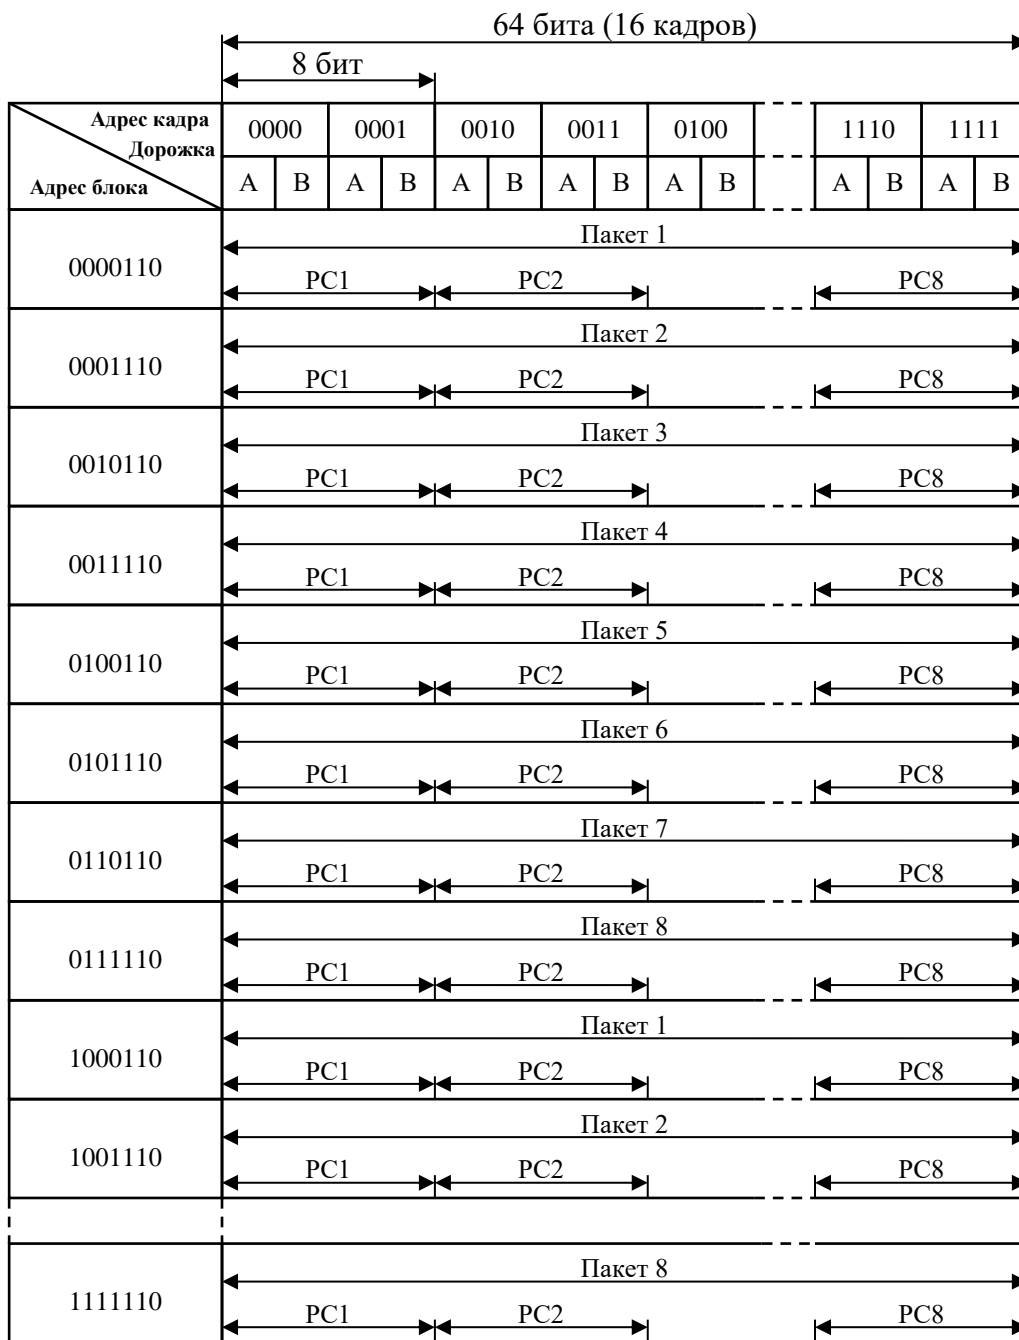 64 бита (16 кадров)
8 бит
Адрес кадра
Дорожка
Адрес блока
0000 0001 0010 0011 0100 1110 1111
A B A B A B A B A B A B A B
Пакет 1
0000110
PC1 PC2 PC8
Пакет 2
0001110
PC1 PC2 PC8
Пакет 3
0010110
PC1 PC2 PC8
Пакет 4
0011110
PC1 PC2 PC8
Пакет 5
0100110
PC1 PC2 PC8
Пакет 6
0101110
PC1 PC2 PC8
Пакет 7
0110110
PC1 PC2 PC8
Пакет 8
0111110
PC1 PC2 PC8
Пакет 1
1000110
PC1 PC2 PC8
Пакет 2
1001110
PC1 PC2 PC8
Пакет 8
1111110
PC1 PC2 PC8